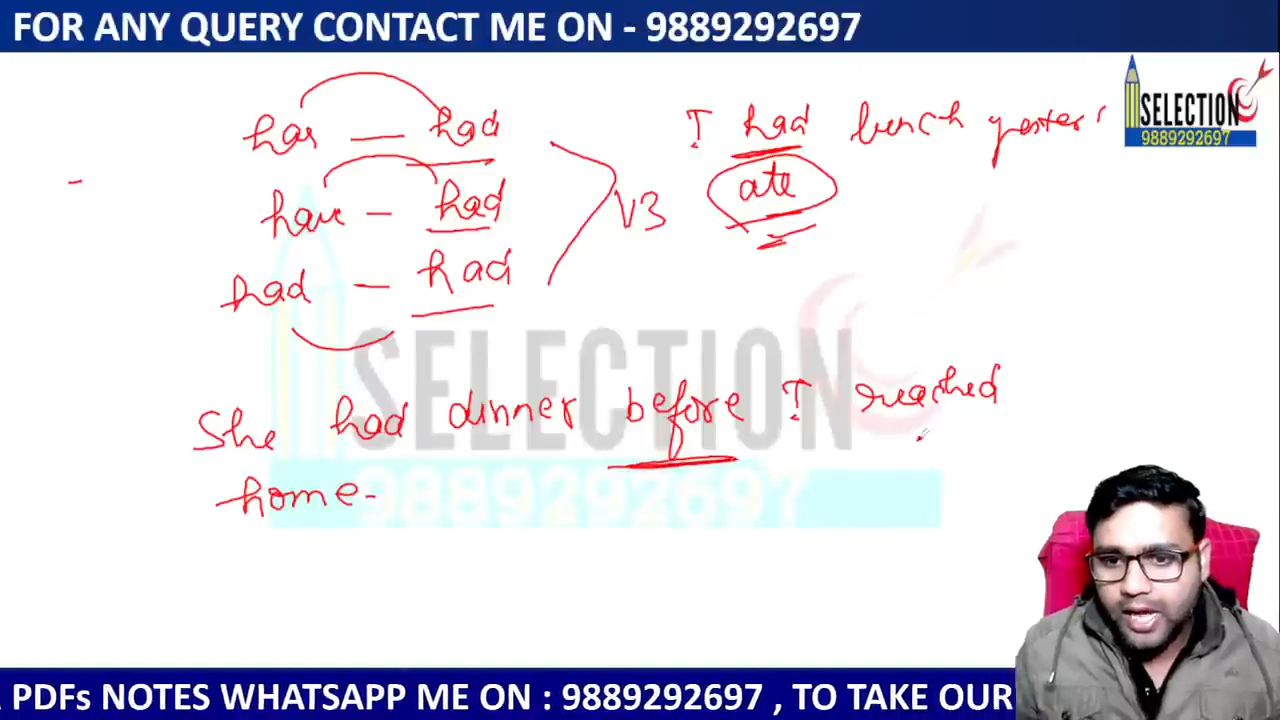 FOR ANY QUERY CONTACT ME ON - 9889292697
SELECTION
9889292697
has — had
I had lunch yester
have - had
ate
V3
had — had
SELECTION
She had dinner before I reached
home-
9889292697
PDFs NOTES WHATSAPP ME ON : 9889292697 , TO TAKE OUR